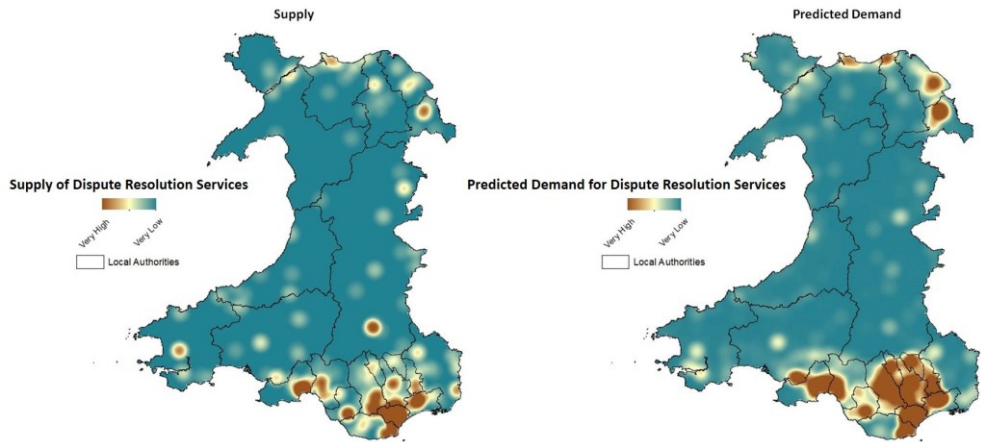 Supply
Predicted Demand
Supply of Dispute Resolution Services
Very High
Very Low
Local Authorities
Predicted Demand for Dispute Resolution Services
Very High
Very Low
Local Authorities